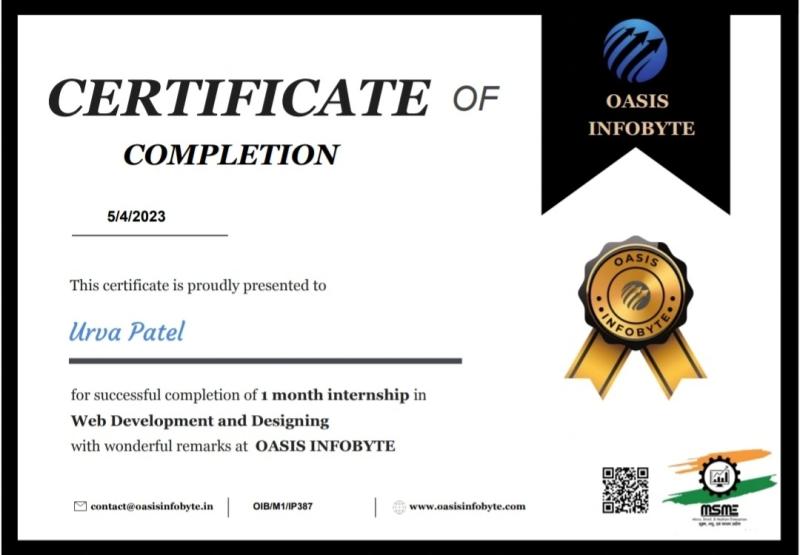 CERTIFICATE OF
COMPLETION
OASIS
INFOBYTE
5/4/2023
This certificate is proudly presented to
Urva Patel
for successful completion of 1 month internship in
Web Development and Designing
with wonderful remarks at OASIS INFOBYTE
OASIS
INFOBYTE
contact@oasisinfobyte.in
OIB/M1/IP387
www.oasisinfobyte.com
MSME